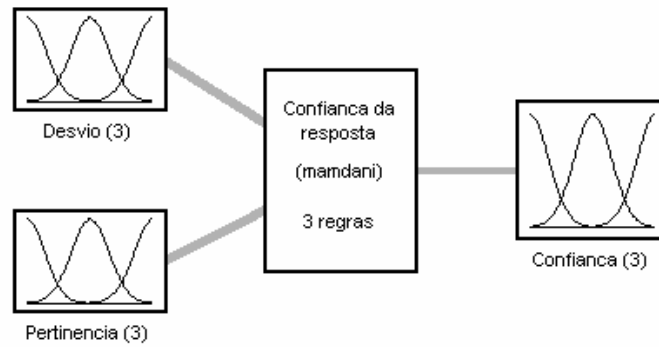 Desvio (3)
Pertinencia (3)
Confianca da
resposta
(mamdani)
3 regras
Confianca (3)